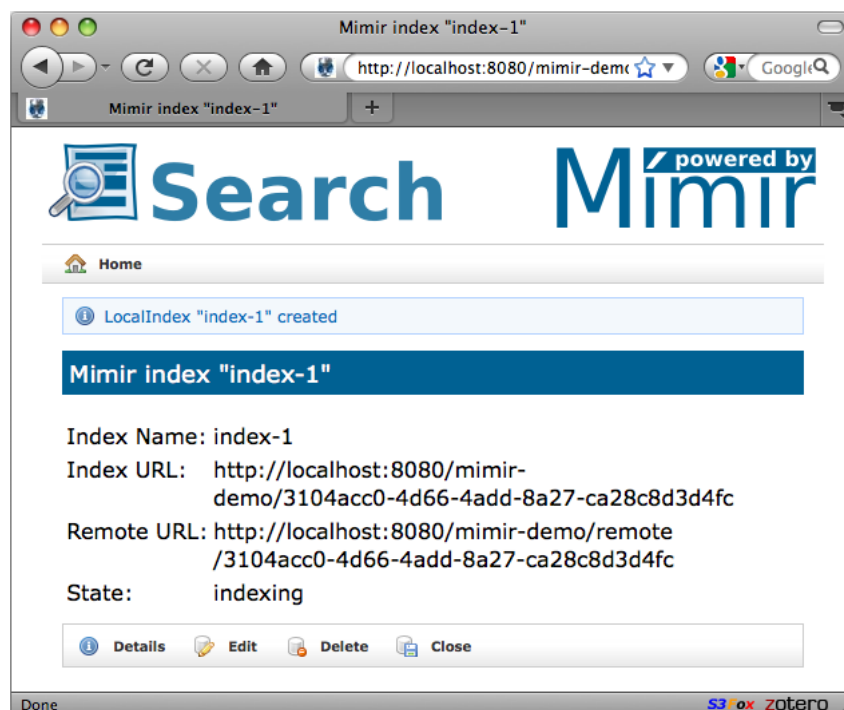 Mimir index "index-1"
http://localhost:8080/mimir-demo
Google
Mimir index "index-1"
Search
powered by
Mimir
Home
LocalIndex "index-1" created
Mimir index "index-1"
Index Name: index-1
Index URL: http://localhost:8080/mimir-
demo/3104acc0-4d66-4add-8a27-ca28c8d3d4fc
Remote URL: http://localhost:8080/mimir-demo/remote
/3104acc0-4d66-4add-8a27-ca28c8d3d4fc
State: indexing
Details Edit Delete Close
Done S3Fox zotero